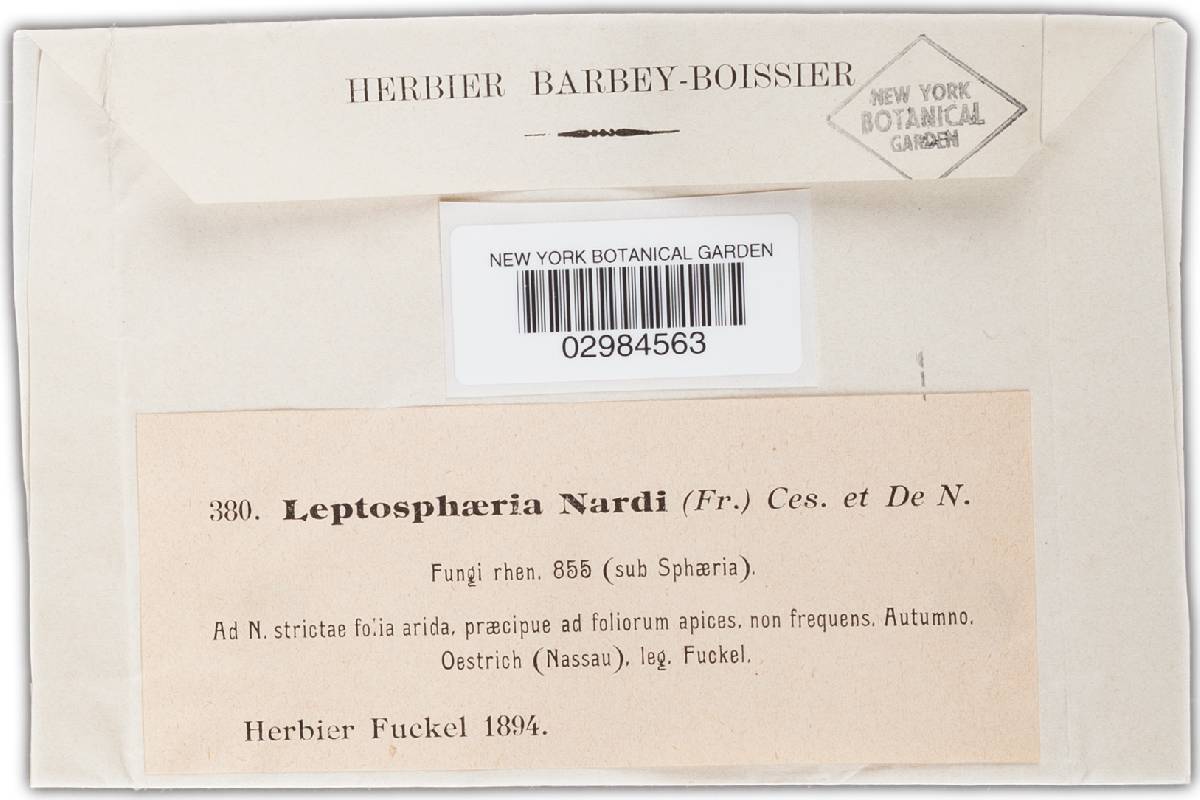 HERBIER BARBEY-BOISSIER
NEW YORK
BOTANICAL
GARDEN
NEW YORK BOTANICAL GARDEN
02984563
380. Leptosphæria Nardi (Fr.) Ces. et De N.
Fungi rhen. 855 (sub Sphæria).
Ad N. strictae folia arida, præcipue ad foliorum apices, non frequens. Autumno.
Oestrich (Nassau), leg. Fuckel.
Herbier Fuckel 1894.